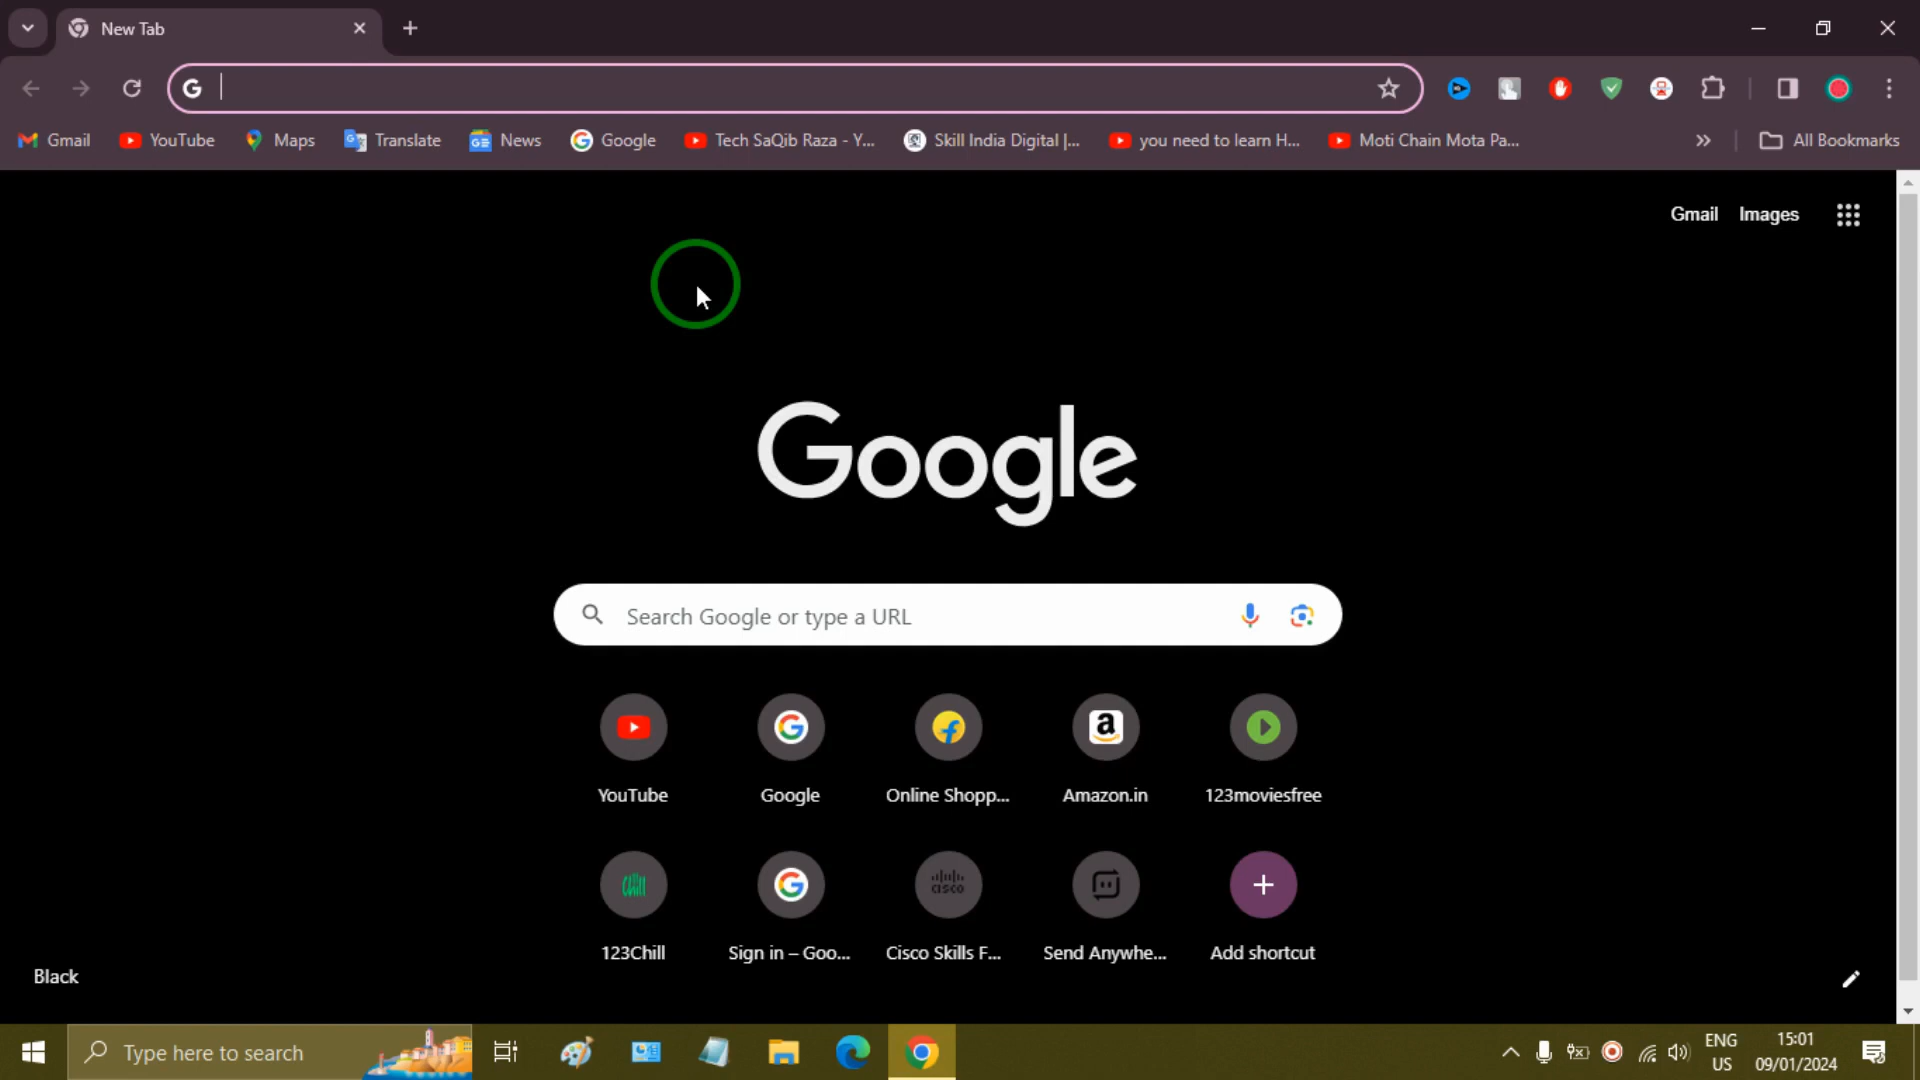 New Tab
Gmail YouTube Maps Translate News Google Tech SaQib Raza - Y... Skill India Digital |... you need to learn H... Moti Chain Mota Pa... All Bookmarks
Gmail Images
Google
Search Google or type a URL
YouTube Google Online Shopp... Amazon.in 123moviesfree
chill cisco
123Chill Sign in – Goo... Cisco Skills F... Send Anywhe... Add shortcut
Black
Type here to search
ENG 15:01
US 09/01/2024